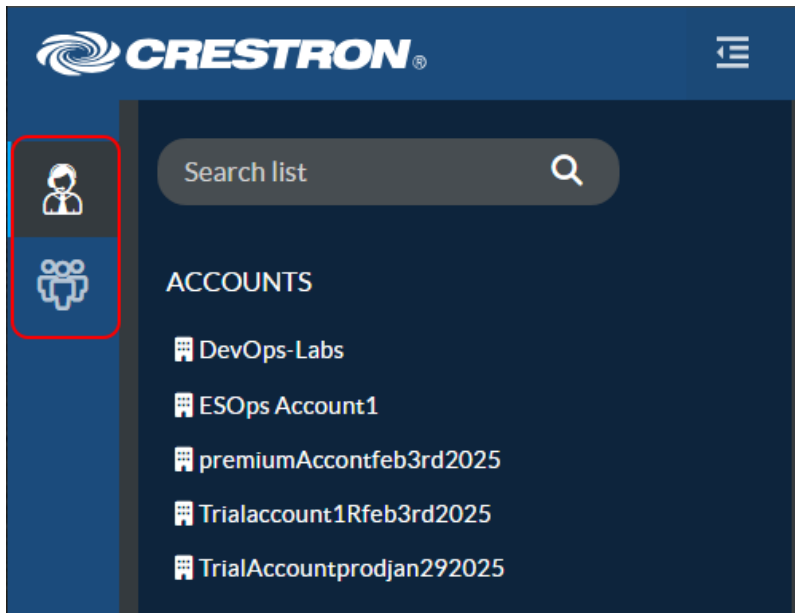 CRESTRON®
Search list
ACCOUNTS
DevOps-Labs
ESOps Account1
premiumAccontfeb3rd2025
Trialaccount1Rfeb3rd2025
TrialAccountprodjan292025